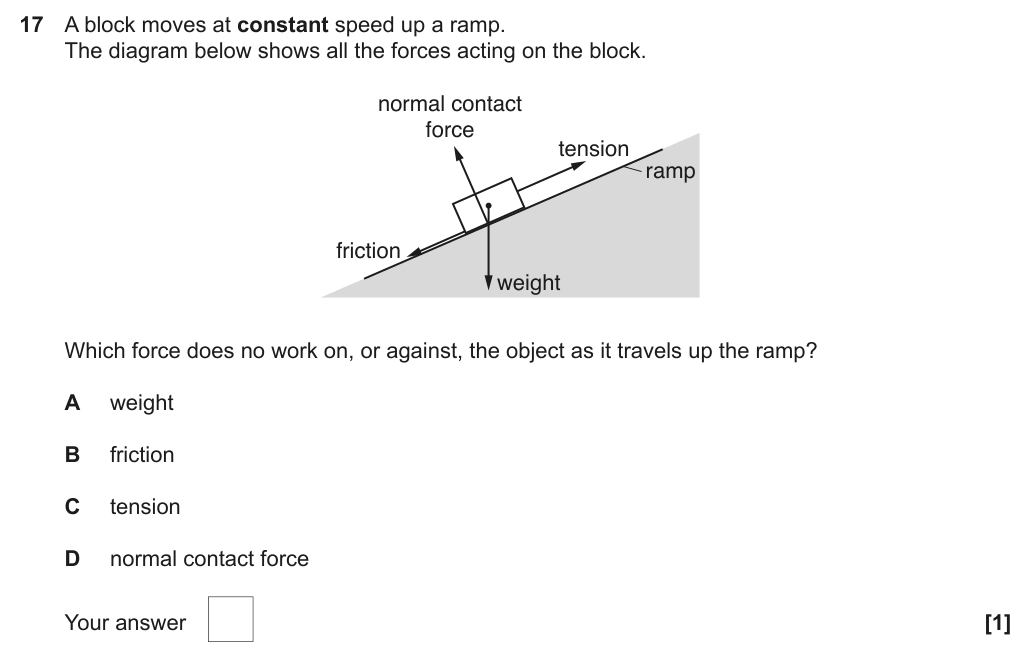 17 A block moves at constant speed up a ramp.
The diagram below shows all the forces acting on the block.
normal contact
force
tension
ramp
friction
weight
Which force does no work on, or against, the object as it travels up the ramp?
A weight
B friction
C tension
D normal contact force
Your answer
[1]